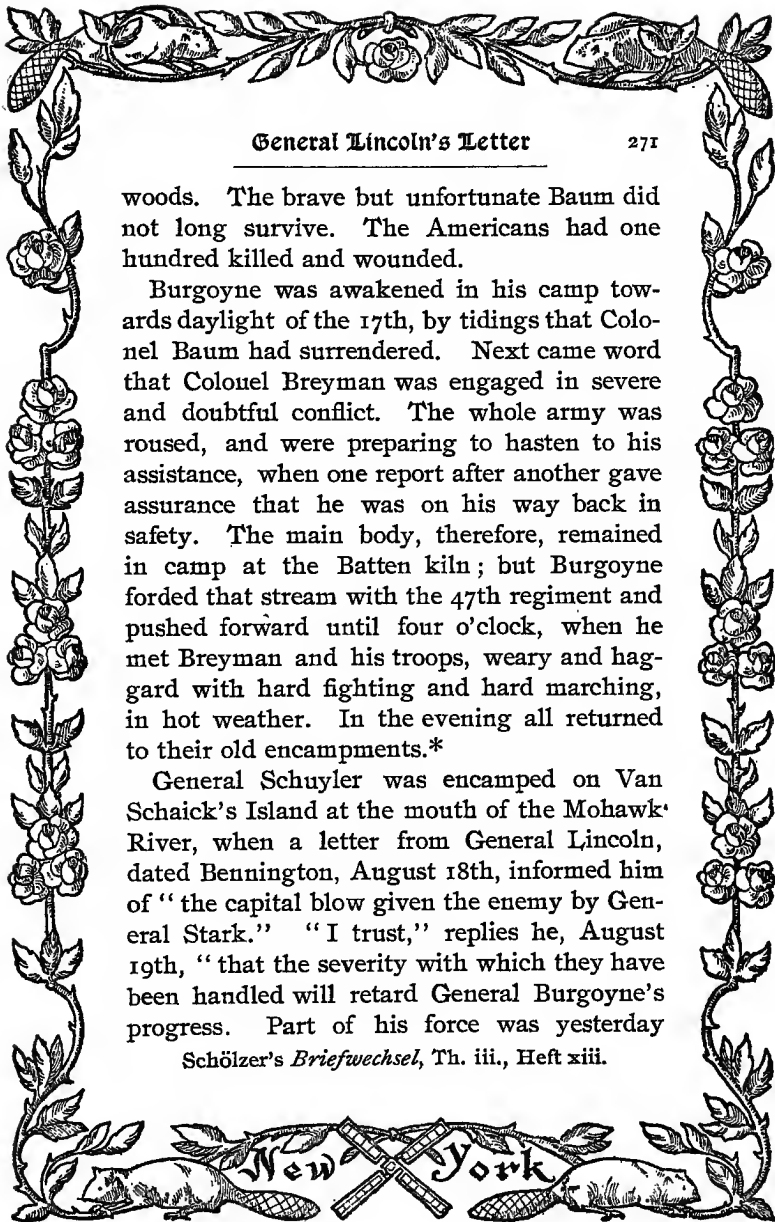 General Lincoln's Letter 271
woods. The brave but unfortunate Baum did
not long survive. The Americans had one
hundred killed and wounded.
Burgoyne was awakened in his camp tow-
ards daylight of the 17th, by tidings that Colo-
nel Baum had surrendered. Next came word
that Colouel Breyman was engaged in severe
and doubtful conflict. The whole army was
roused, and were preparing to hasten to his
assistance, when one report after another gave
assurance that he was on his way back in
safety. The main body, therefore, remained
in camp at the Batten kiln; but Burgoyne
forded that stream with the 47th regiment and
pushed forward until four o'clock, when he
met Breyman and his troops, weary and hag-
gard with hard fighting and hard marching,
in hot weather. In the evening all returned
to their old encampments.*
General Schuyler was encamped on Van
Schaick's Island at the mouth of the Mohawk
River, when a letter from General Lincoln,
dated Bennington, August 18th, informed him
of "the capital blow given the enemy by Gen-
eral Stark." "I trust," replies he, August
19th, "that the severity with which they have
been handled will retard General Burgoyne's
progress. Part of his force was yesterday
Schölzer's Briefwechsel, Th. iii., Heft xiii.
New York